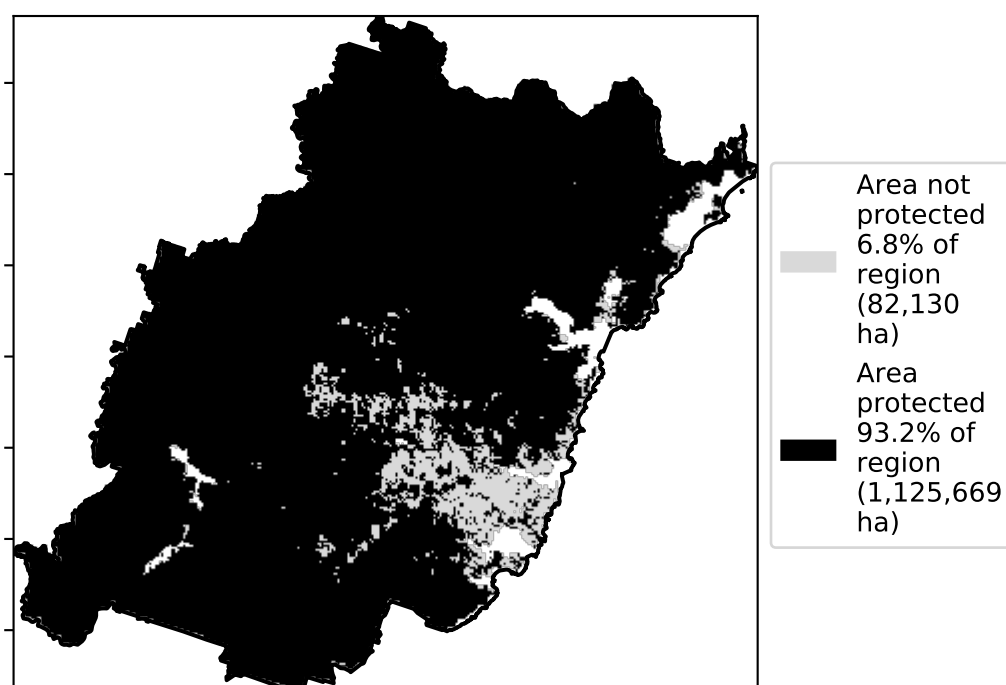 Area not
protected
6.8% of
region
(82,130
ha)
Area
protected
93.2% of
region
(1,125,669
ha)